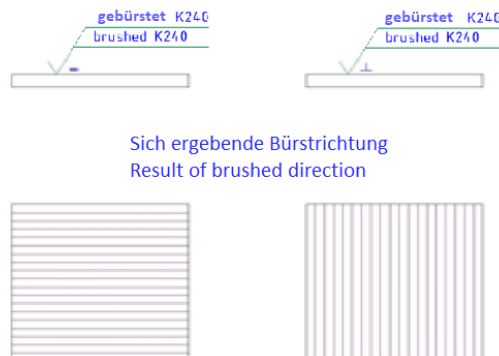 gebürstet K240
brushed K240
=
gebürstet K240
brushed K240
⊥
Sich ergebende Bürstrichtung
Result of brushed direction